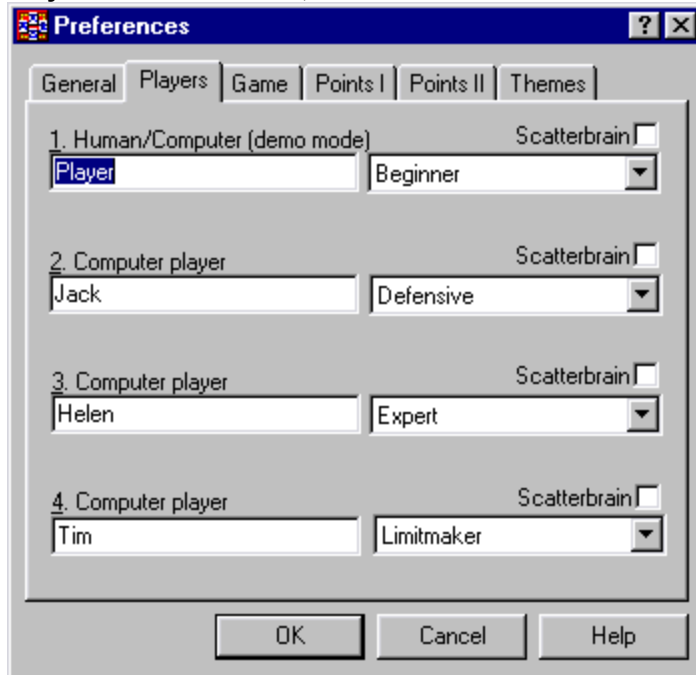 Preferences
General Players Game Points I Points II Themes
1. Human/Computer (demo mode) Scatterbrain
Player Beginner
2. Computer player Scatterbrain
Jack Defensive
3. Computer player Scatterbrain
Helen Expert
4. Computer player Scatterbrain
Tim Limitmaker
OK Cancel Help